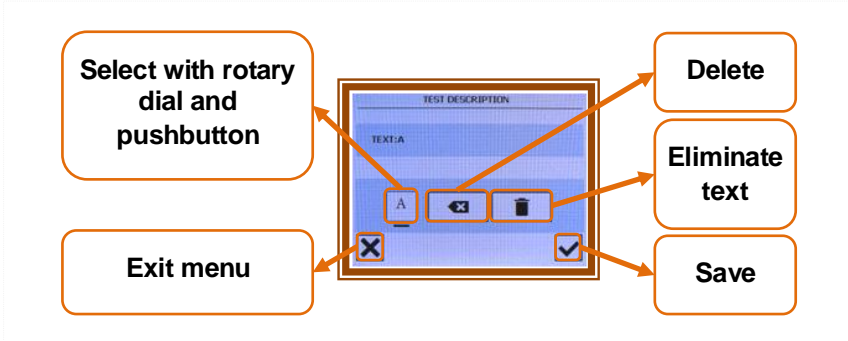 Select with rotary
dial and
pushbutton
Exit menu
TEST DESCRIPTION
TEXT:A
A
Delete
Eliminate
text
Save